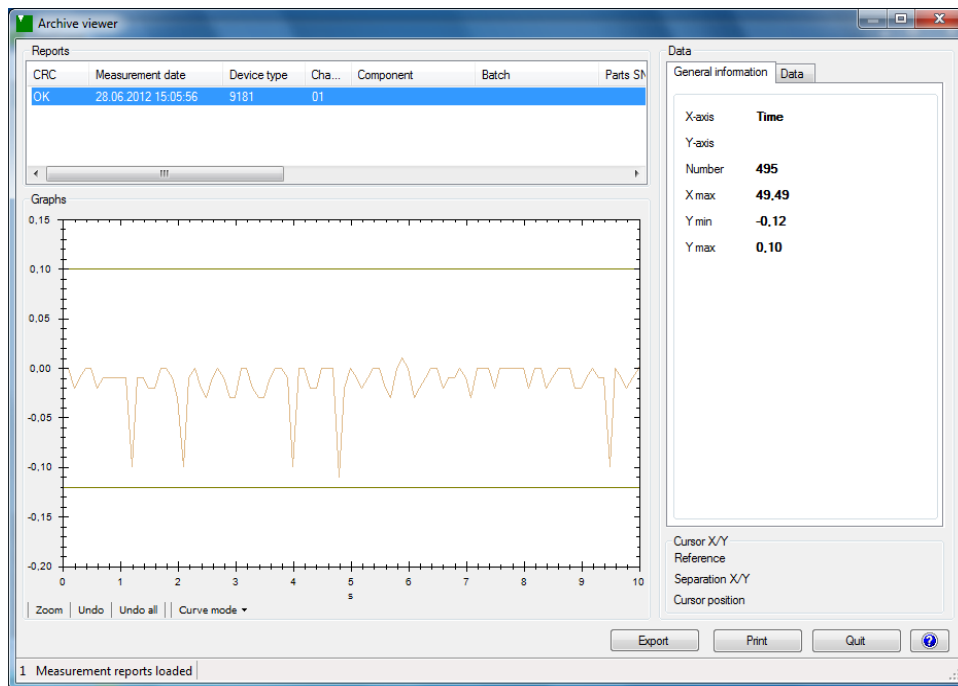 Archive viewer
Reports
CRC Measurement date Device type Cha... Component Batch Parts SN
OK 28.06.2012 15:05:56 9181 01
Graphs
0,15
0,10
0,05
0,00
-0,05
-0,10
-0,15
-0,20
0 1 2 3 4 5 6 7 8 9 10
s
Zoom Undo Undo all Curve mode
Data
General information Data
X-axis Time
Y-axis
Number 495
X max 49,49
Y min -0,12
Y max 0,10
Cursor X/Y
Reference
Separation X/Y
Cursor position
Export Print Quit ?
1 Measurement reports loaded